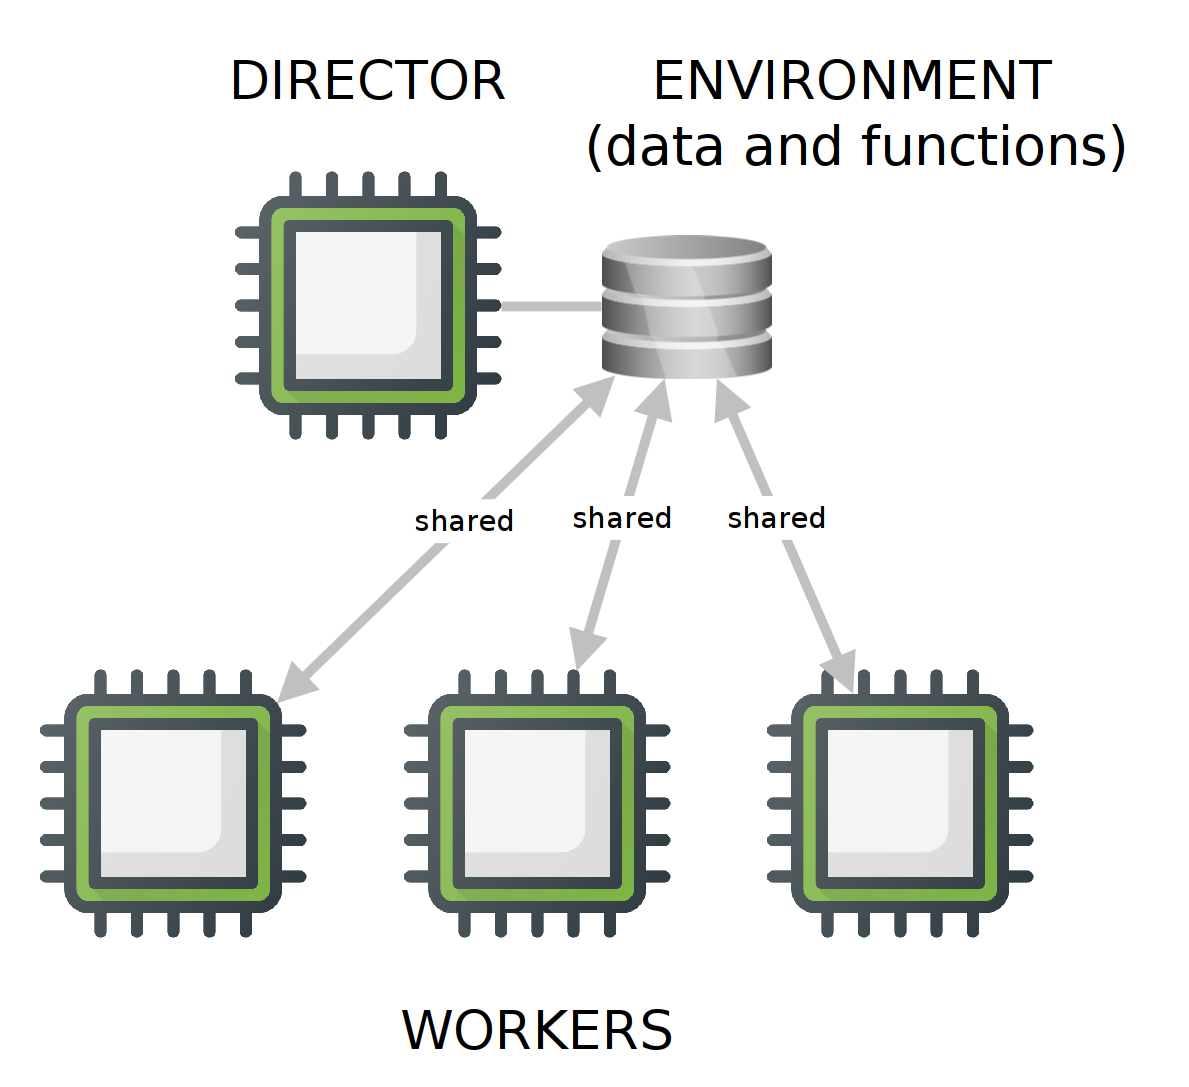 DIRECTOR
ENVIRONMENT
(data and functions)
shared
shared
shared
WORKERS